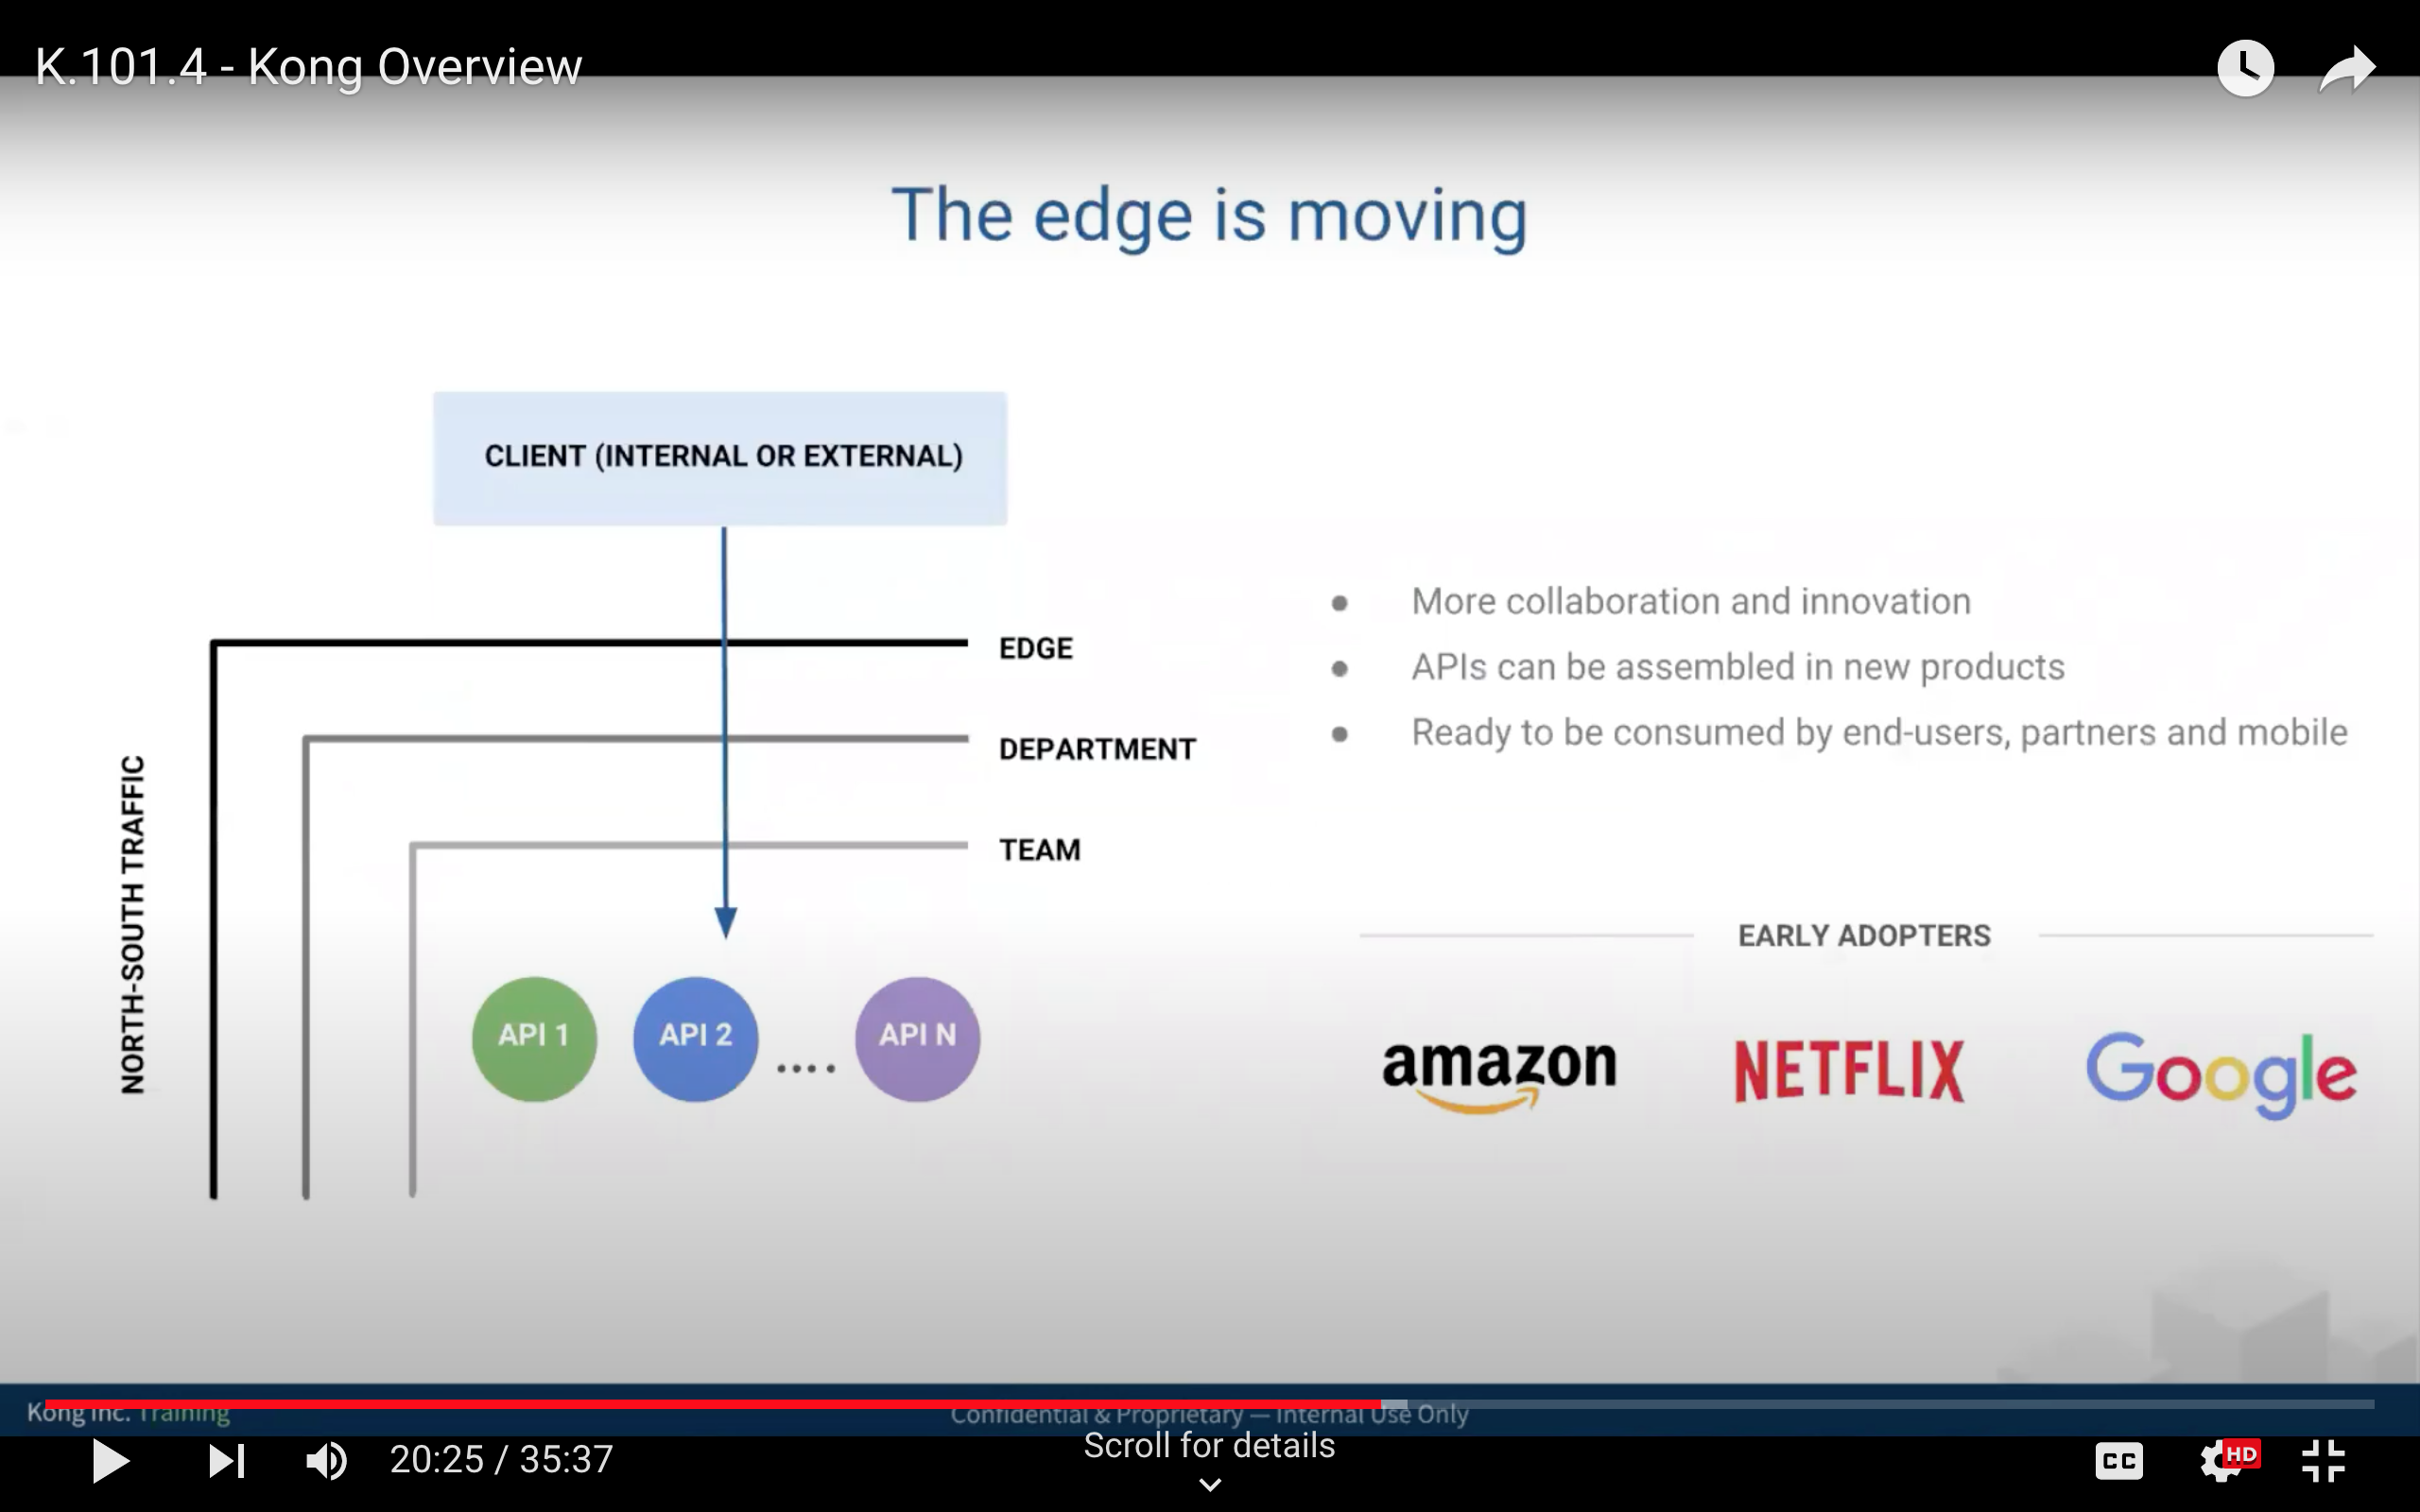 K.101.4 - Kong Overview
The edge is moving
CLIENT (INTERNAL OR EXTERNAL)
EDGE
DEPARTMENT
TEAM
NORTH-SOUTH TRAFFIC
API 1
API 2
....
API N
More collaboration and innovation
APIs can be assembled in new products
Ready to be consumed by end-users, partners and mobile
EARLY ADOPTERS
amazon
NETFLIX
Google
Kong Inc. Training
Confidential & Proprietary — Internal Use Only
Scroll for details
20:25 / 35:37
CC
HD